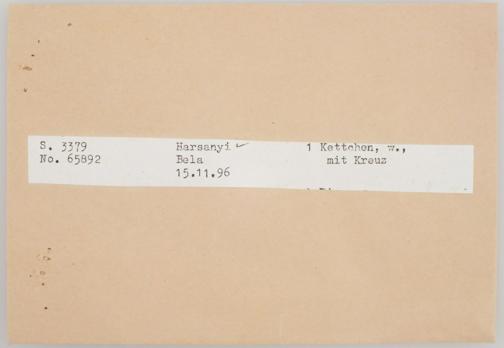 S. 3379 Harsanyi 1 Kettchen, w.,
No. 65892 Bela mit Kreuz
15.11.96